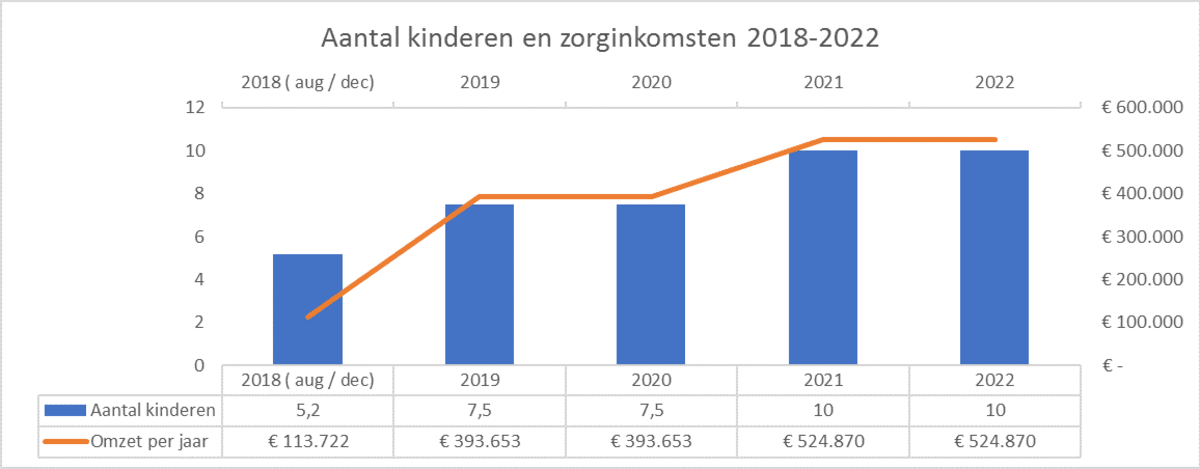 Aantal kinderen en zorginkomsten 2018-2022
2018 ( aug / dec) 2019 2020 2021 2022
12 € 600.000
10 € 500.000
8 € 400.000
6 € 300.000
4 € 200.000
2 € 100.000
0 € -
2018 ( aug / dec) 2019 2020 2021 2022
Aantal kinderen 5,2 7,5 7,5 10 10
Omzet per jaar € 113.722 € 393.653 € 393.653 € 524.870 € 524.870